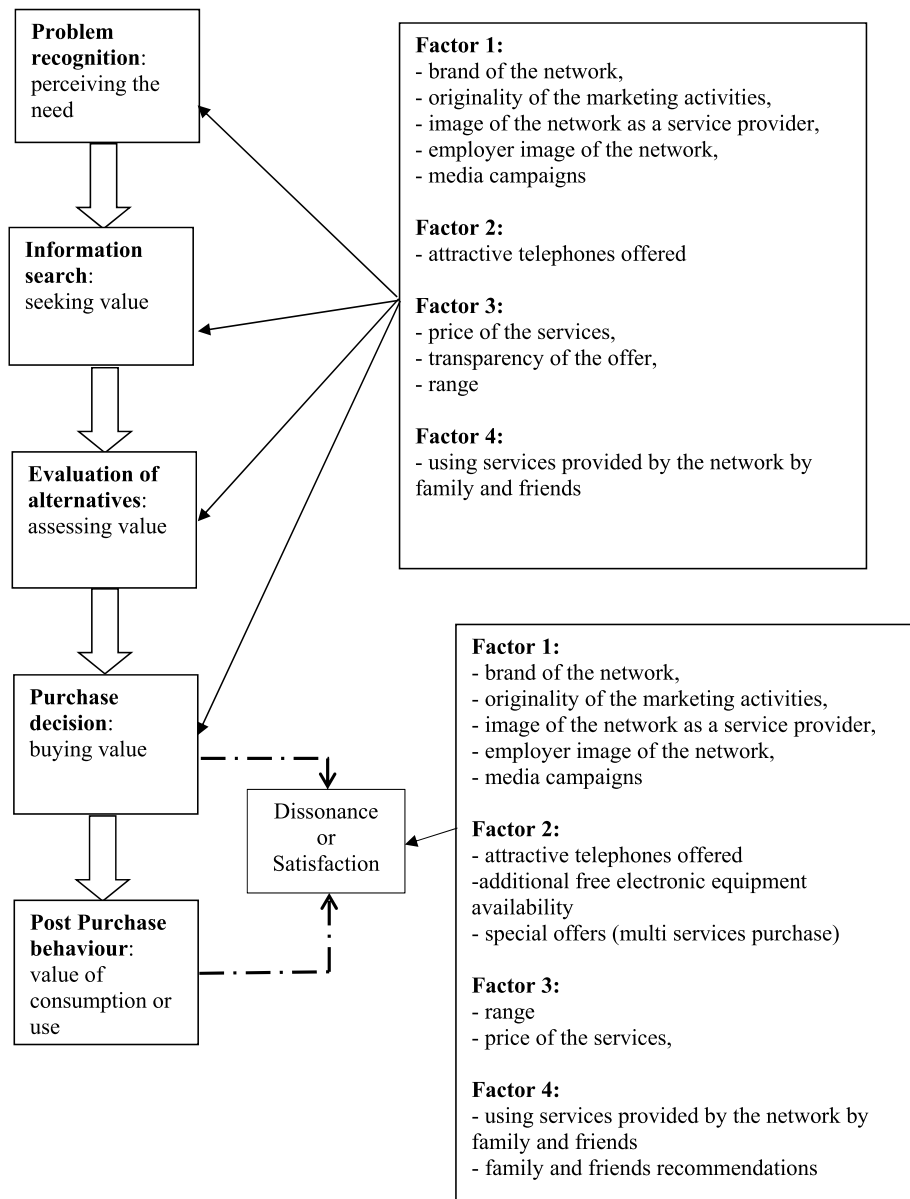 Problem
recognition:
perceiving the
need
Information
search:
seeking value
Evaluation of
alternatives:
assessing value
Purchase
decision:
buying value
Post Purchase
behaviour:
value of
consumption or
use
Factor 1:
- brand of the network,
- originality of the marketing activities,
- image of the network as a service provider,
- employer image of the network,
- media campaigns
Factor 2:
- attractive telephones offered
Factor 3:
- price of the services,
- transparency of the offer,
- range
Factor 4:
- using services provided by the network by
family and friends
Dissonance
or
Satisfaction
Factor 1:
- brand of the network,
- originality of the marketing activities,
- image of the network as a service provider,
- employer image of the network,
- media campaigns
Factor 2:
- attractive telephones offered
-additional free electronic equipment
availability
- special offers (multi services purchase)
Factor 3:
- range
- price of the services,
Factor 4:
- using services provided by the network by
family and friends
- family and friends recommendations